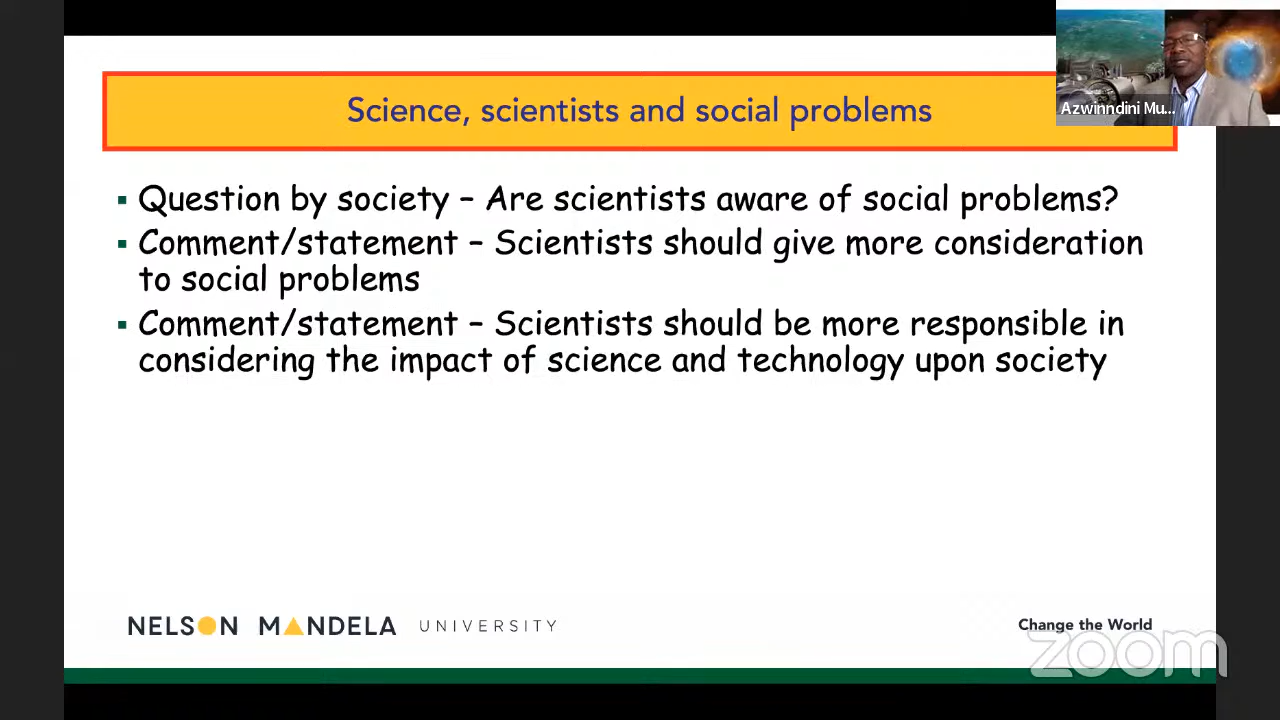 Science, scientists and social problems
Azwinndini Mu...
▪ Question by society – Are scientists aware of social problems?
▪ Comment/statement – Scientists should give more consideration
to social problems
▪ Comment/statement – Scientists should be more responsible in
considering the impact of science and technology upon society
NELSON MANDELA UNIVERSITY
Change the World
zoom